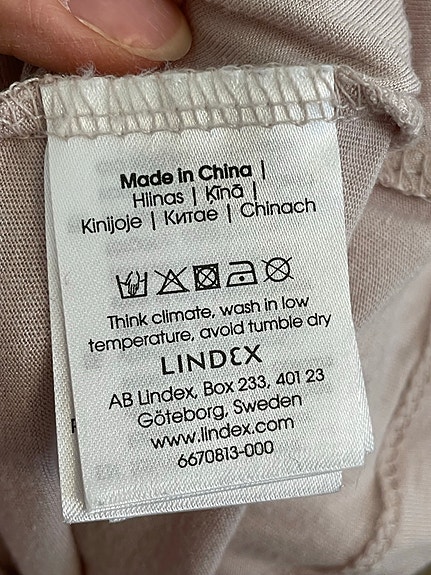 Made in China |
Hiinas | Ķīnā |
Kinijoje | Китае | Chinach
Think climate, wash in low
temperature, avoid tumble dry
LINDEX
AB Lindex, Box 233, 401 23
Göteborg, Sweden
www.lindex.com
6670813-000